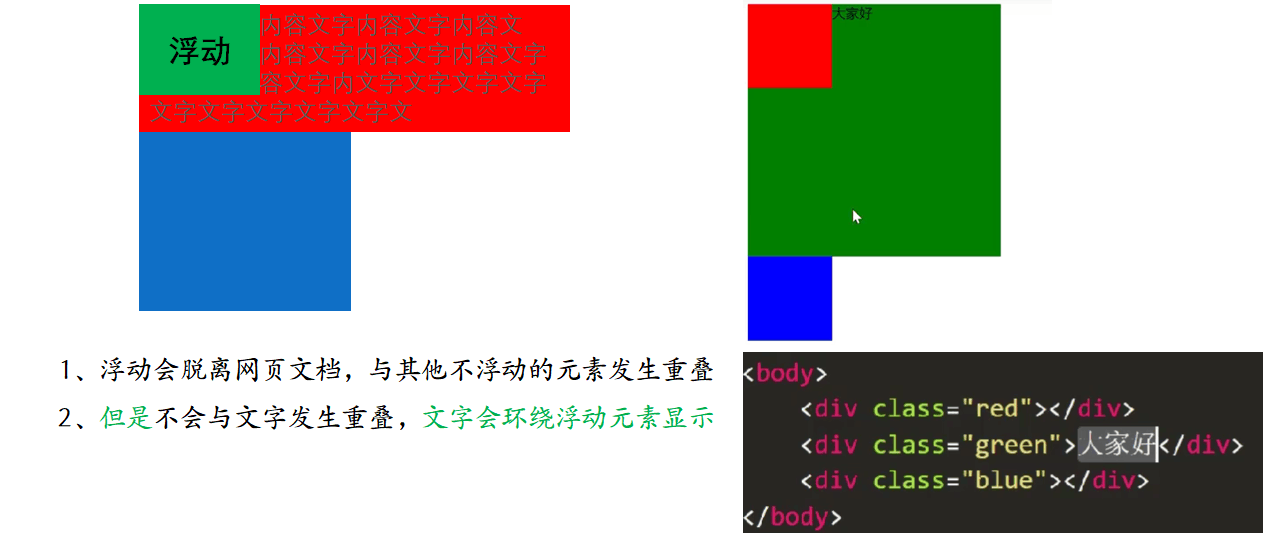 浮动
内容文字内容文字内容文
内容文字内容文字内容文字
容文字内文字文字文字文字
文字文字文字文字文字文
大家好
1、浮动会脱离网页文档，与其他不浮动的元素发生重叠
2、但是不会与文字发生重叠，文字会环绕浮动元素显示
<body>
<div class="red"></div>
<div class="green">大家好</div>
<div class="blue"></div>
</body>